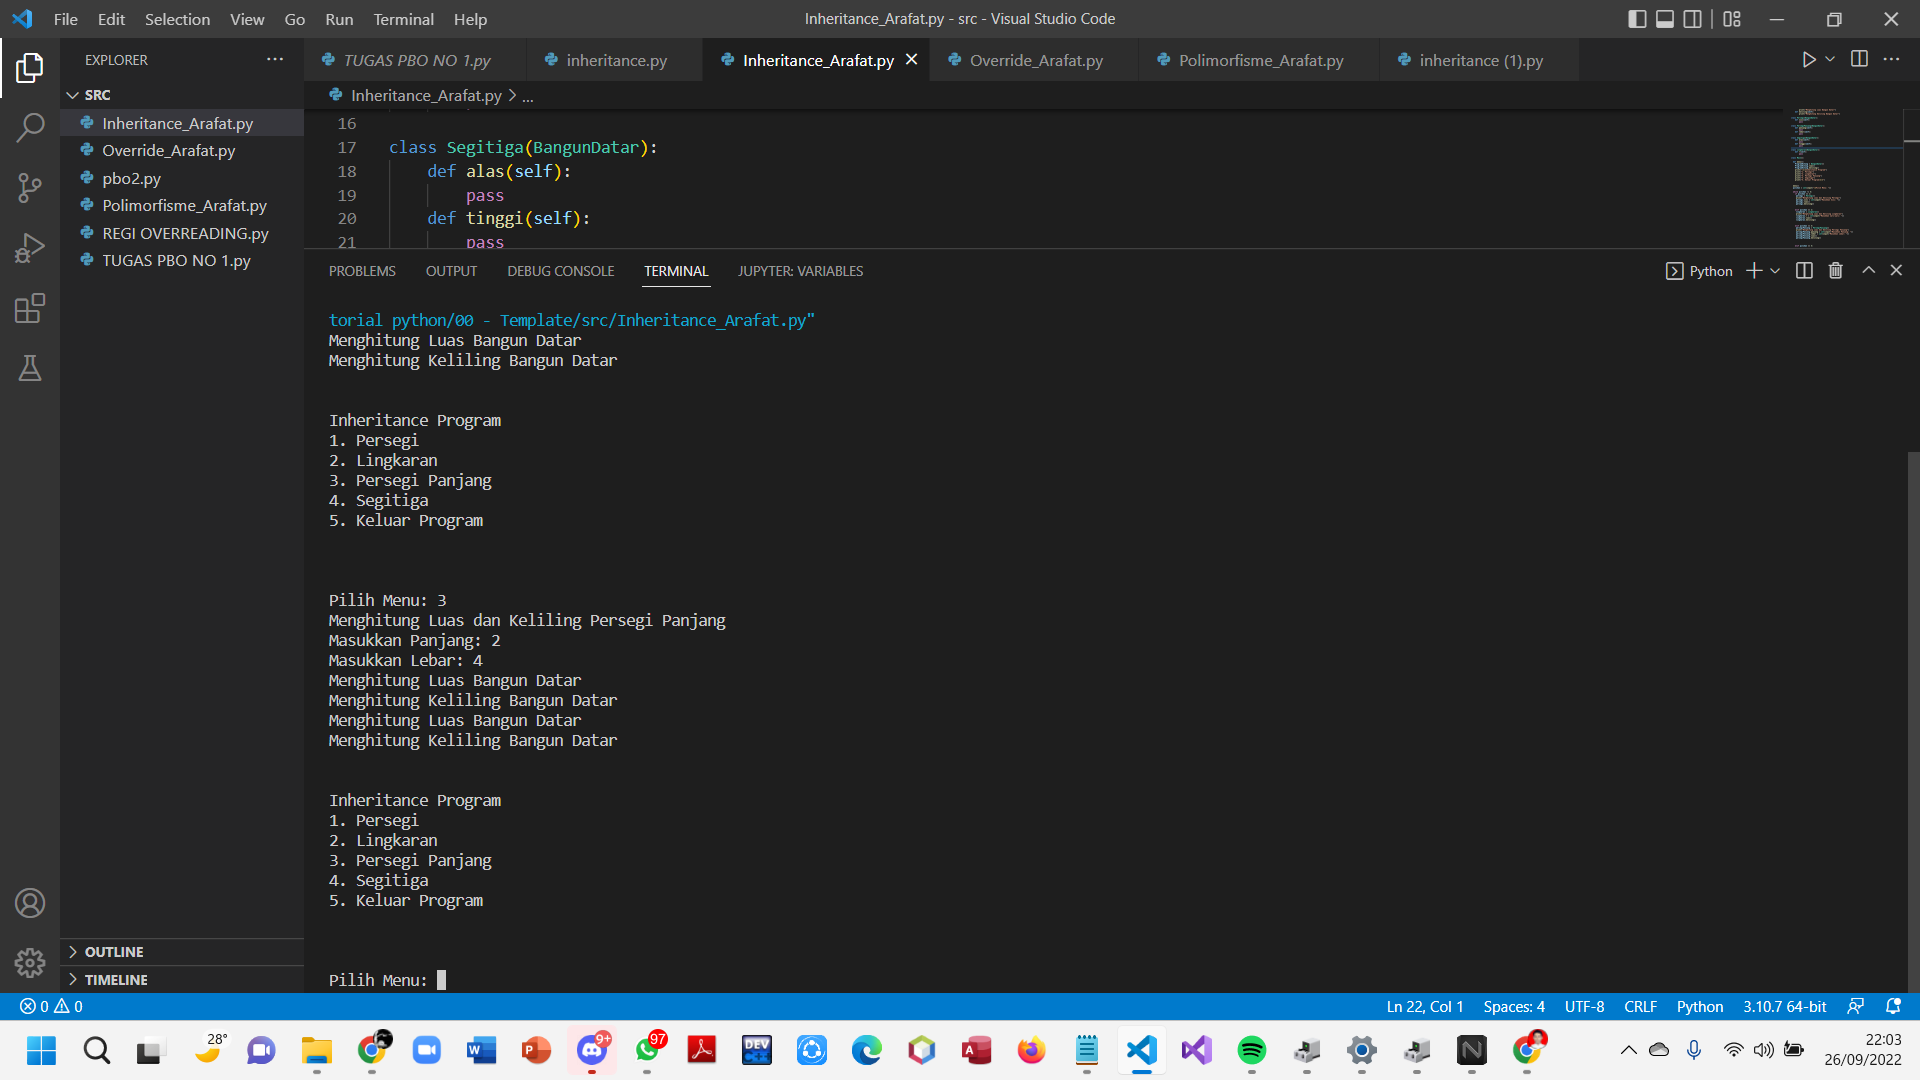 File Edit Selection View Go Run Terminal Help
Inheritance_Arafat.py - src - Visual Studio Code
EXPLORER
TUGAS PBO NO 1.py
inheritance.py
Inheritance_Arafat.py
Override_Arafat.py
Polimorfisme_Arafat.py
inheritance (1).py
SRC
Inheritance_Arafat.py
Override_Arafat.py
pbo2.py
Polimorfisme_Arafat.py
REGI OVERREADING.py
TUGAS PBO NO 1.py
OUTLINE
TIMELINE
Inheritance_Arafat.py > ...
16
17 class Segitiga(BangunDatar):
18 def alas(self):
19 pass
20 def tinggi(self):
21 pass
PROBLEMS OUTPUT DEBUG CONSOLE TERMINAL JUPYTER: VARIABLES
Python
torial python/00 - Template/src/Inheritance_Arafat.py"
Menghitung Luas Bangun Datar
Menghitung Keliling Bangun Datar
Inheritance Program
1. Persegi
2. Lingkaran
3. Persegi Panjang
4. Segitiga
5. Keluar Program
Pilih Menu: 3
Menghitung Luas dan Keliling Persegi Panjang
Masukkan Panjang: 2
Masukkan Lebar: 4
Menghitung Luas Bangun Datar
Menghitung Keliling Bangun Datar
Menghitung Luas Bangun Datar
Menghitung Keliling Bangun Datar
Inheritance Program
1. Persegi
2. Lingkaran
3. Persegi Panjang
4. Segitiga
5. Keluar Program
Pilih Menu:
0 0
Ln 22, Col 1 Spaces: 4 UTF-8 CRLF Python 3.10.7 64-bit
28°
9+
97
DEV C++
22:03
26/09/2022